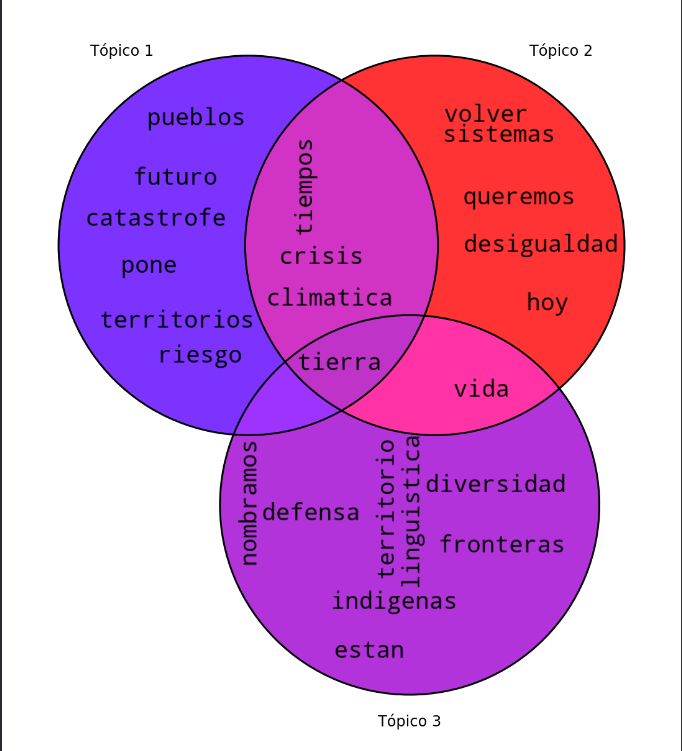 Tópico 1
Tópico 2
pueblos
futuro
catastrofe
pone
territorios
riesgo
tiempos
crisis
climatica
volver
sistemas
queremos
desigualdad
hoy
tierra
vida
nombramos
defensa
territorio
linguistica
diversidad
fronteras
indigenas
estan
Tópico 3